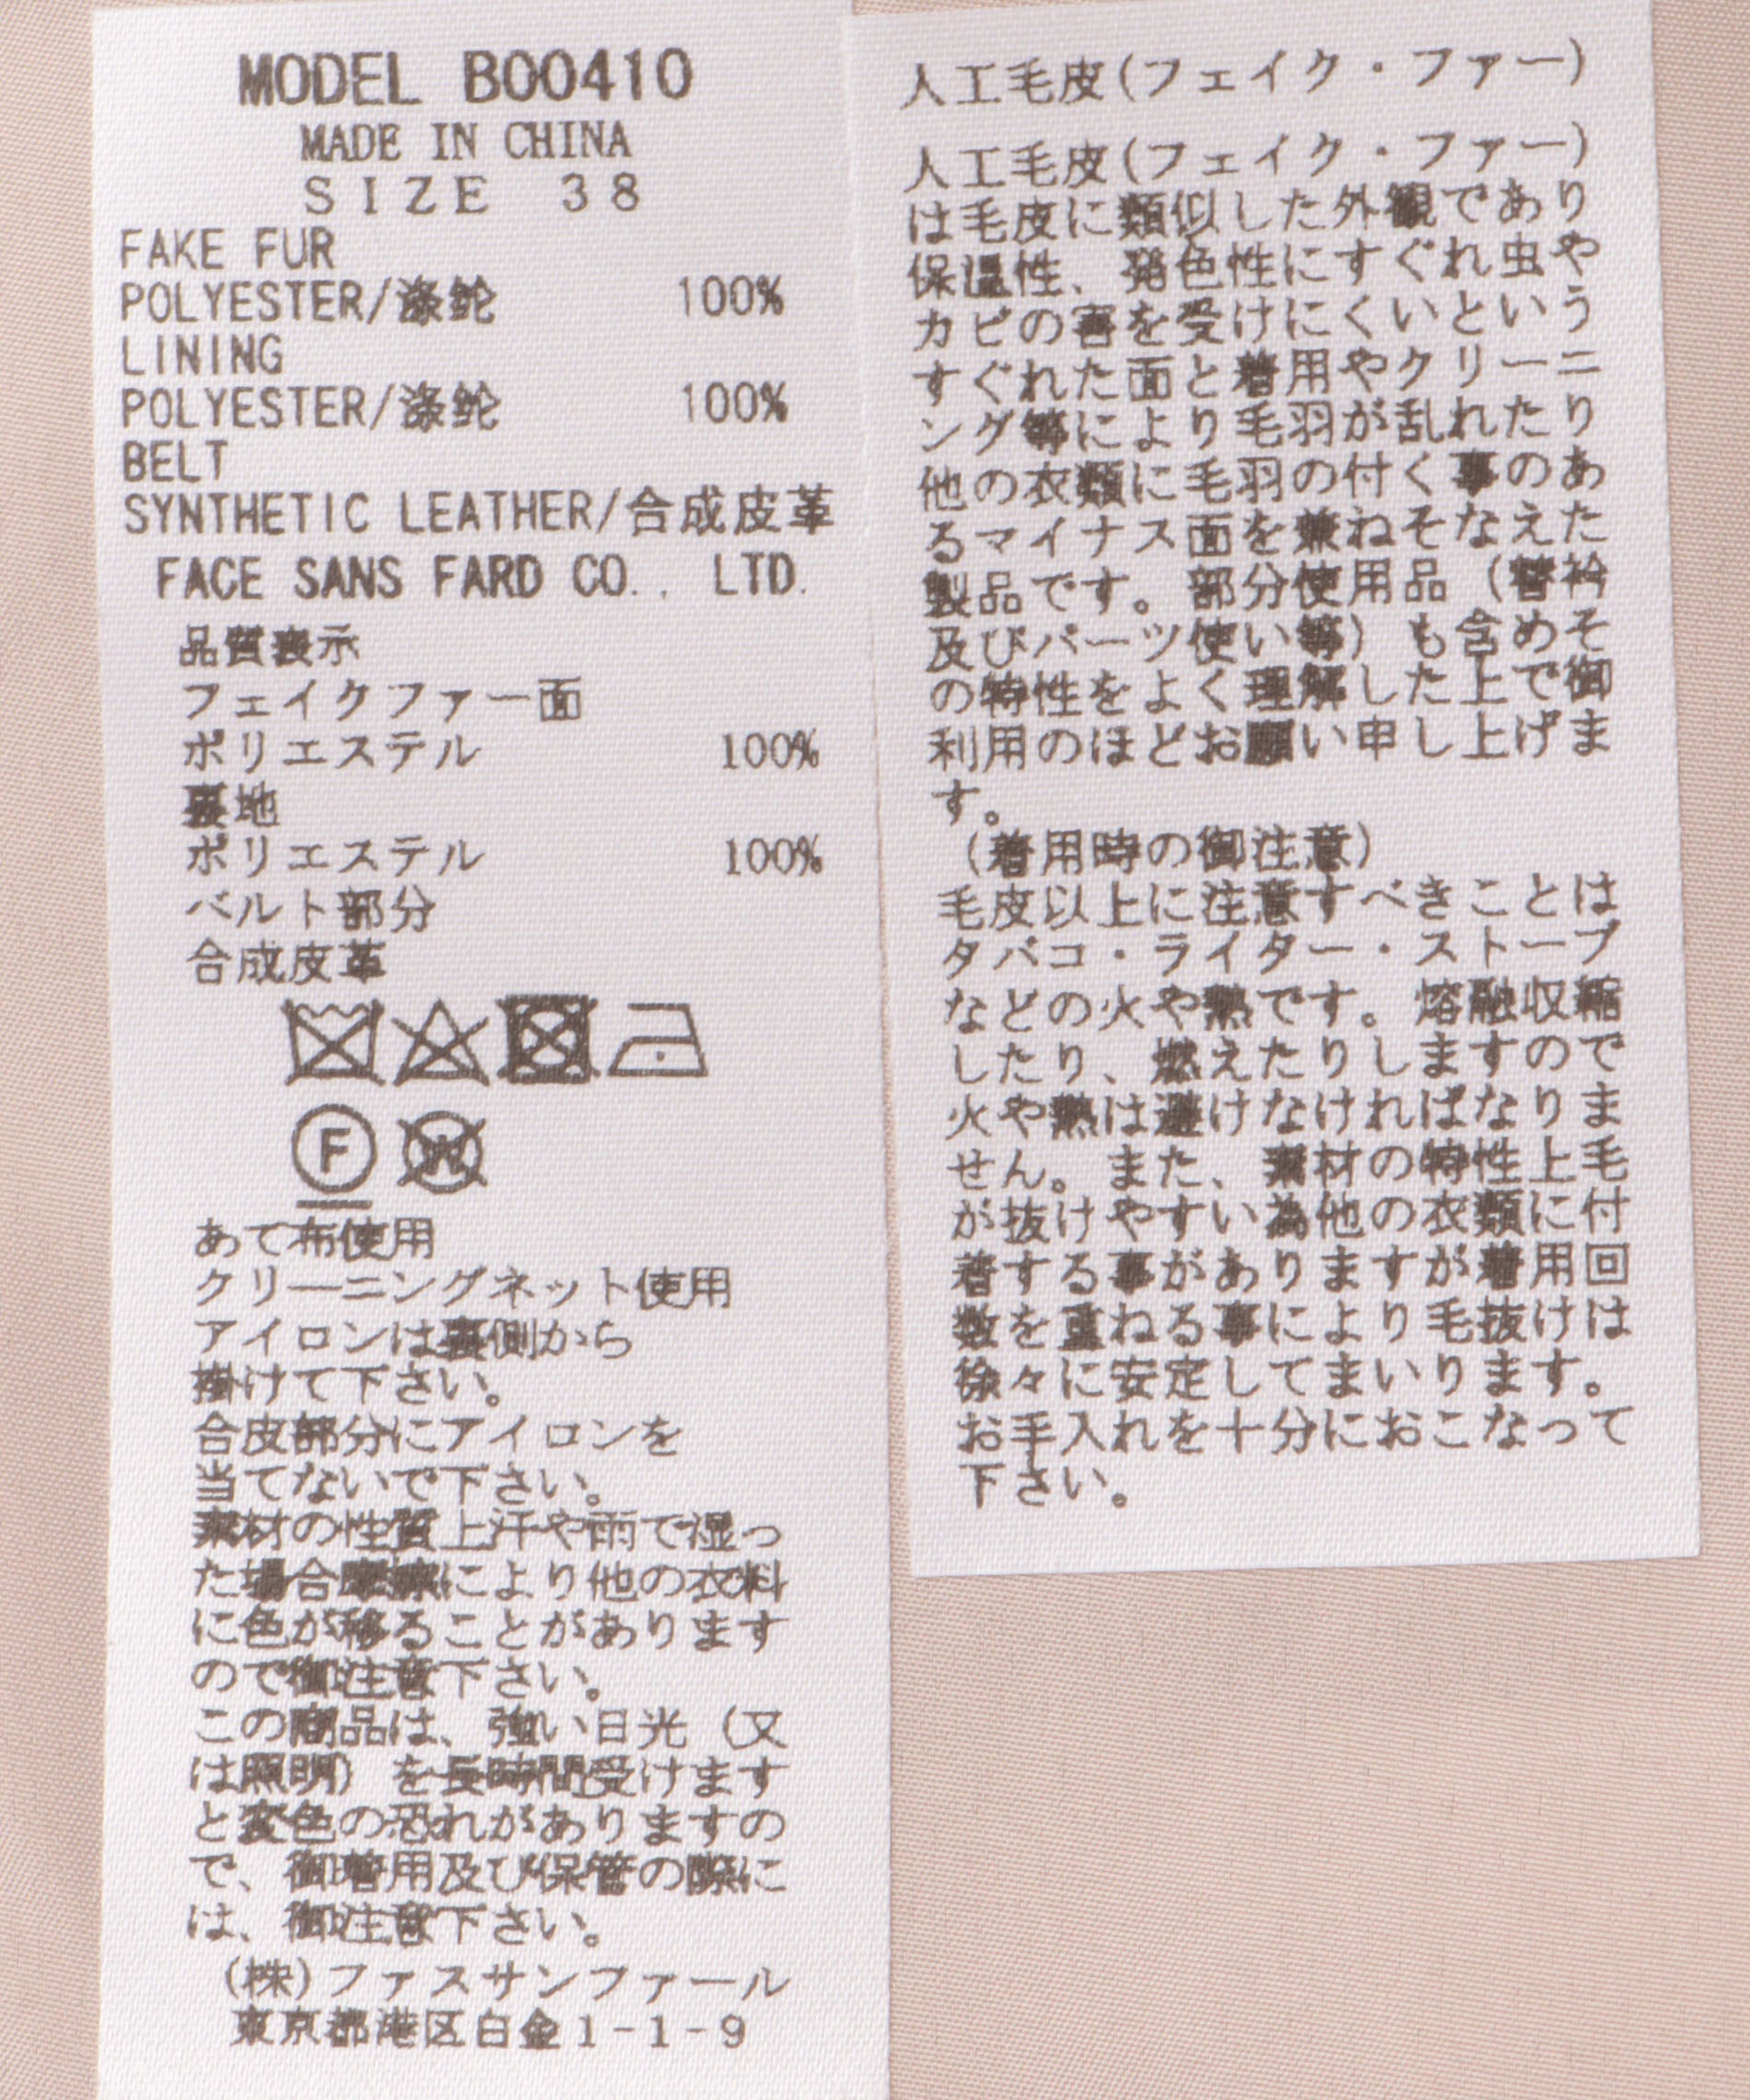 MODEL B00410
MADE IN CHINA
SIZE 38
FAKE FUR
POLYESTER/涤纶 100%
LINING
POLYESTER/涤纶 100%
BELT
SYNTHETIC LEATHER/合成皮革
FACE SANS FARD CO., LTD.
品質表示
フェイクファー面
ポリエステル 100%
裏地
ポリエステル 100%
ベルト部分
合成皮革
F
W
あて布使用
クリーニングネット使用
アイロンは裏側から
掛けて下さい。
合皮部分にアイロンを
当てないで下さい。
素材の性質上汗や雨で湿っ
た場合摩擦により他の衣料
に色が移ることがあります
ので御注意下さい。
この商品は、強い日光(又
は照明)を長時間受けます
と変色の恐れがありますの
で、御着用及び保管の際に
は、御注意下さい。
(株)ファスサンファール
東京都港区白金1-1-9
人工毛皮(フェイク・ファー)
人工毛皮(フェイク・ファー)
は毛皮に類似した外観であり
保温性、発色性にすぐれ虫や
カビの害を受けにくいという
すぐれた面と着用やクリーニ
ング等により毛羽が乱れたり
他の衣類に毛羽の付く事のあ
るマイナス面を兼ねそなえた
製品です。部分使用品(替衿
及びパーツ使い等)も含めそ
の特性をよく理解した上で御
利用のほどお願い申し上げま
す。
(着用時の御注意)
毛皮以上に注意すべきことは
タバコ・ライター・ストーブ
などの火や熱です。熔融収縮
したり、燃えたりしますので
火や熱は避けなければなりま
せん。また、素材の特性上毛
が抜けやすい為他の衣類に付
着する事がありますが着用回
数を重ねる事により毛抜けは
徐々に安定してまいります。
お手入れを十分におこなって
下さい。